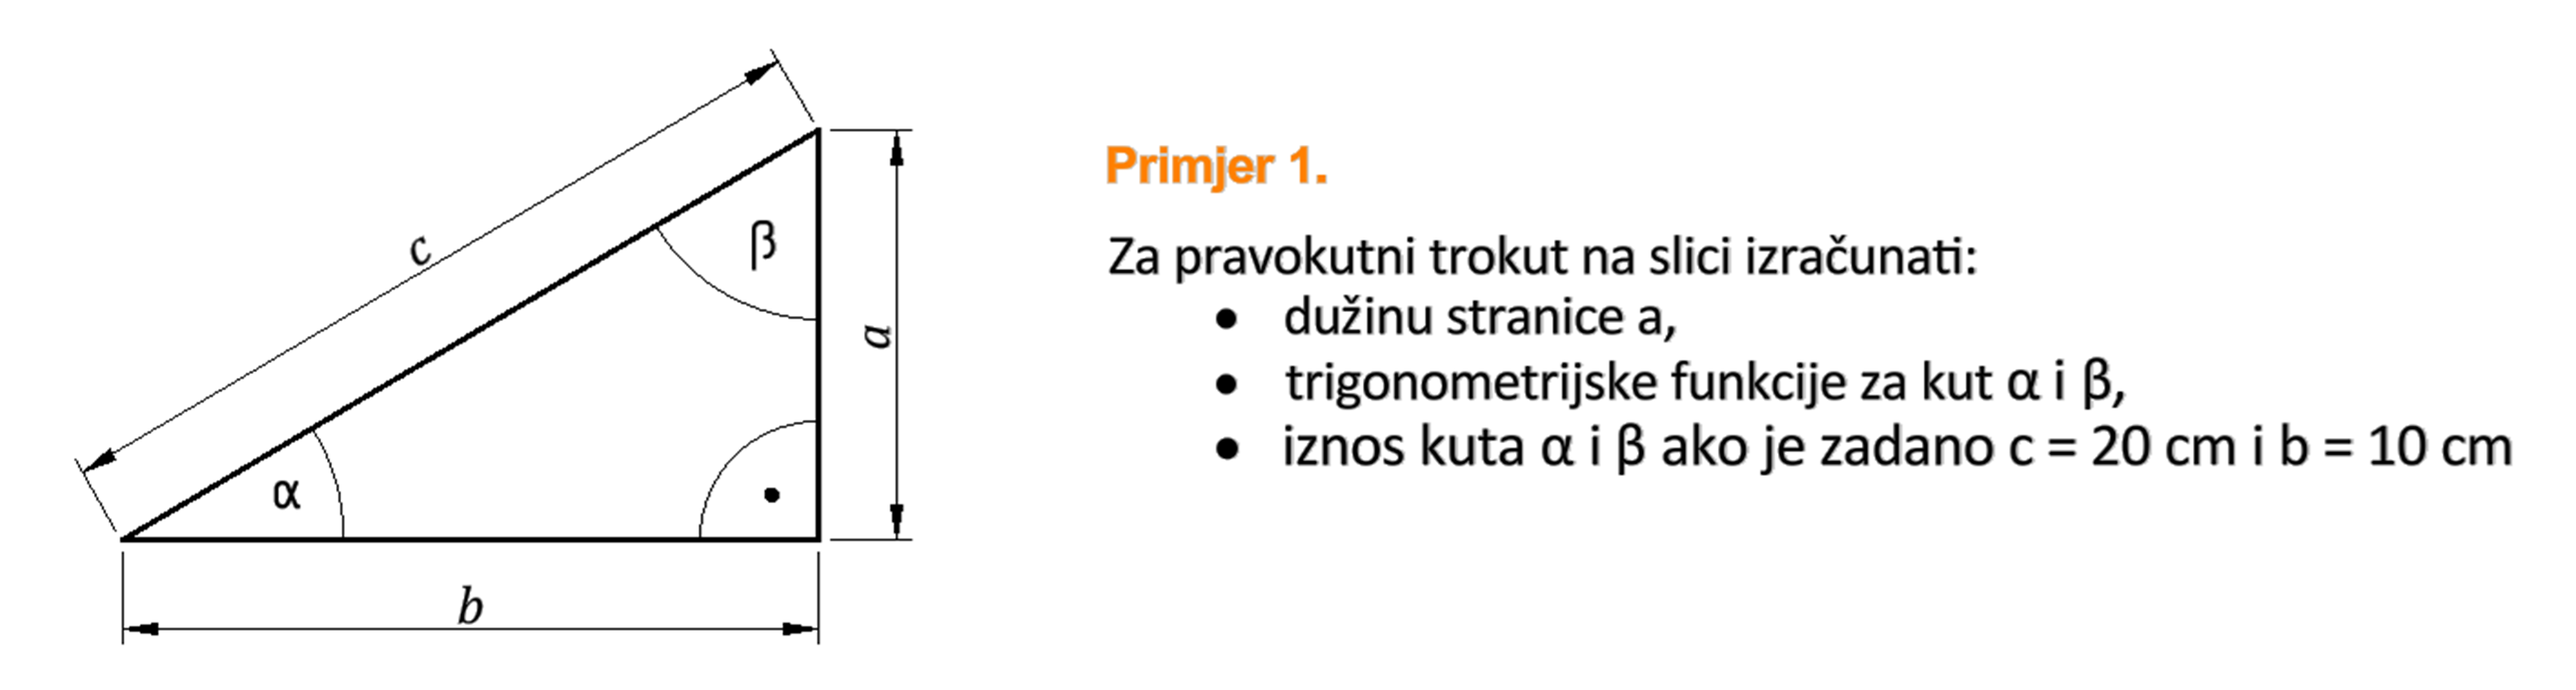 c
β
a
α
b
Primjer 1.
Za pravokutni trokut na slici izračunati:
• dužinu stranice a,
• trigonometrijske funkcije za kut α i β,
• iznos kuta α i β ako je zadano c = 20 cm i b = 10 cm